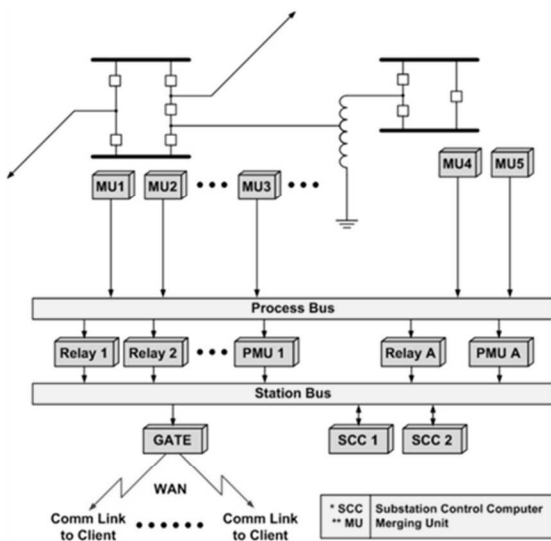 MU1 MU2 MU3 MU4 MU5
Process Bus
Relay 1 Relay 2 PMU 1 Relay A PMU A
Station Bus
GATE SCC 1 SCC 2
WAN
Comm Link Comm Link
to Client to Client
* SCC Substation Control Computer
** MU Merging Unit